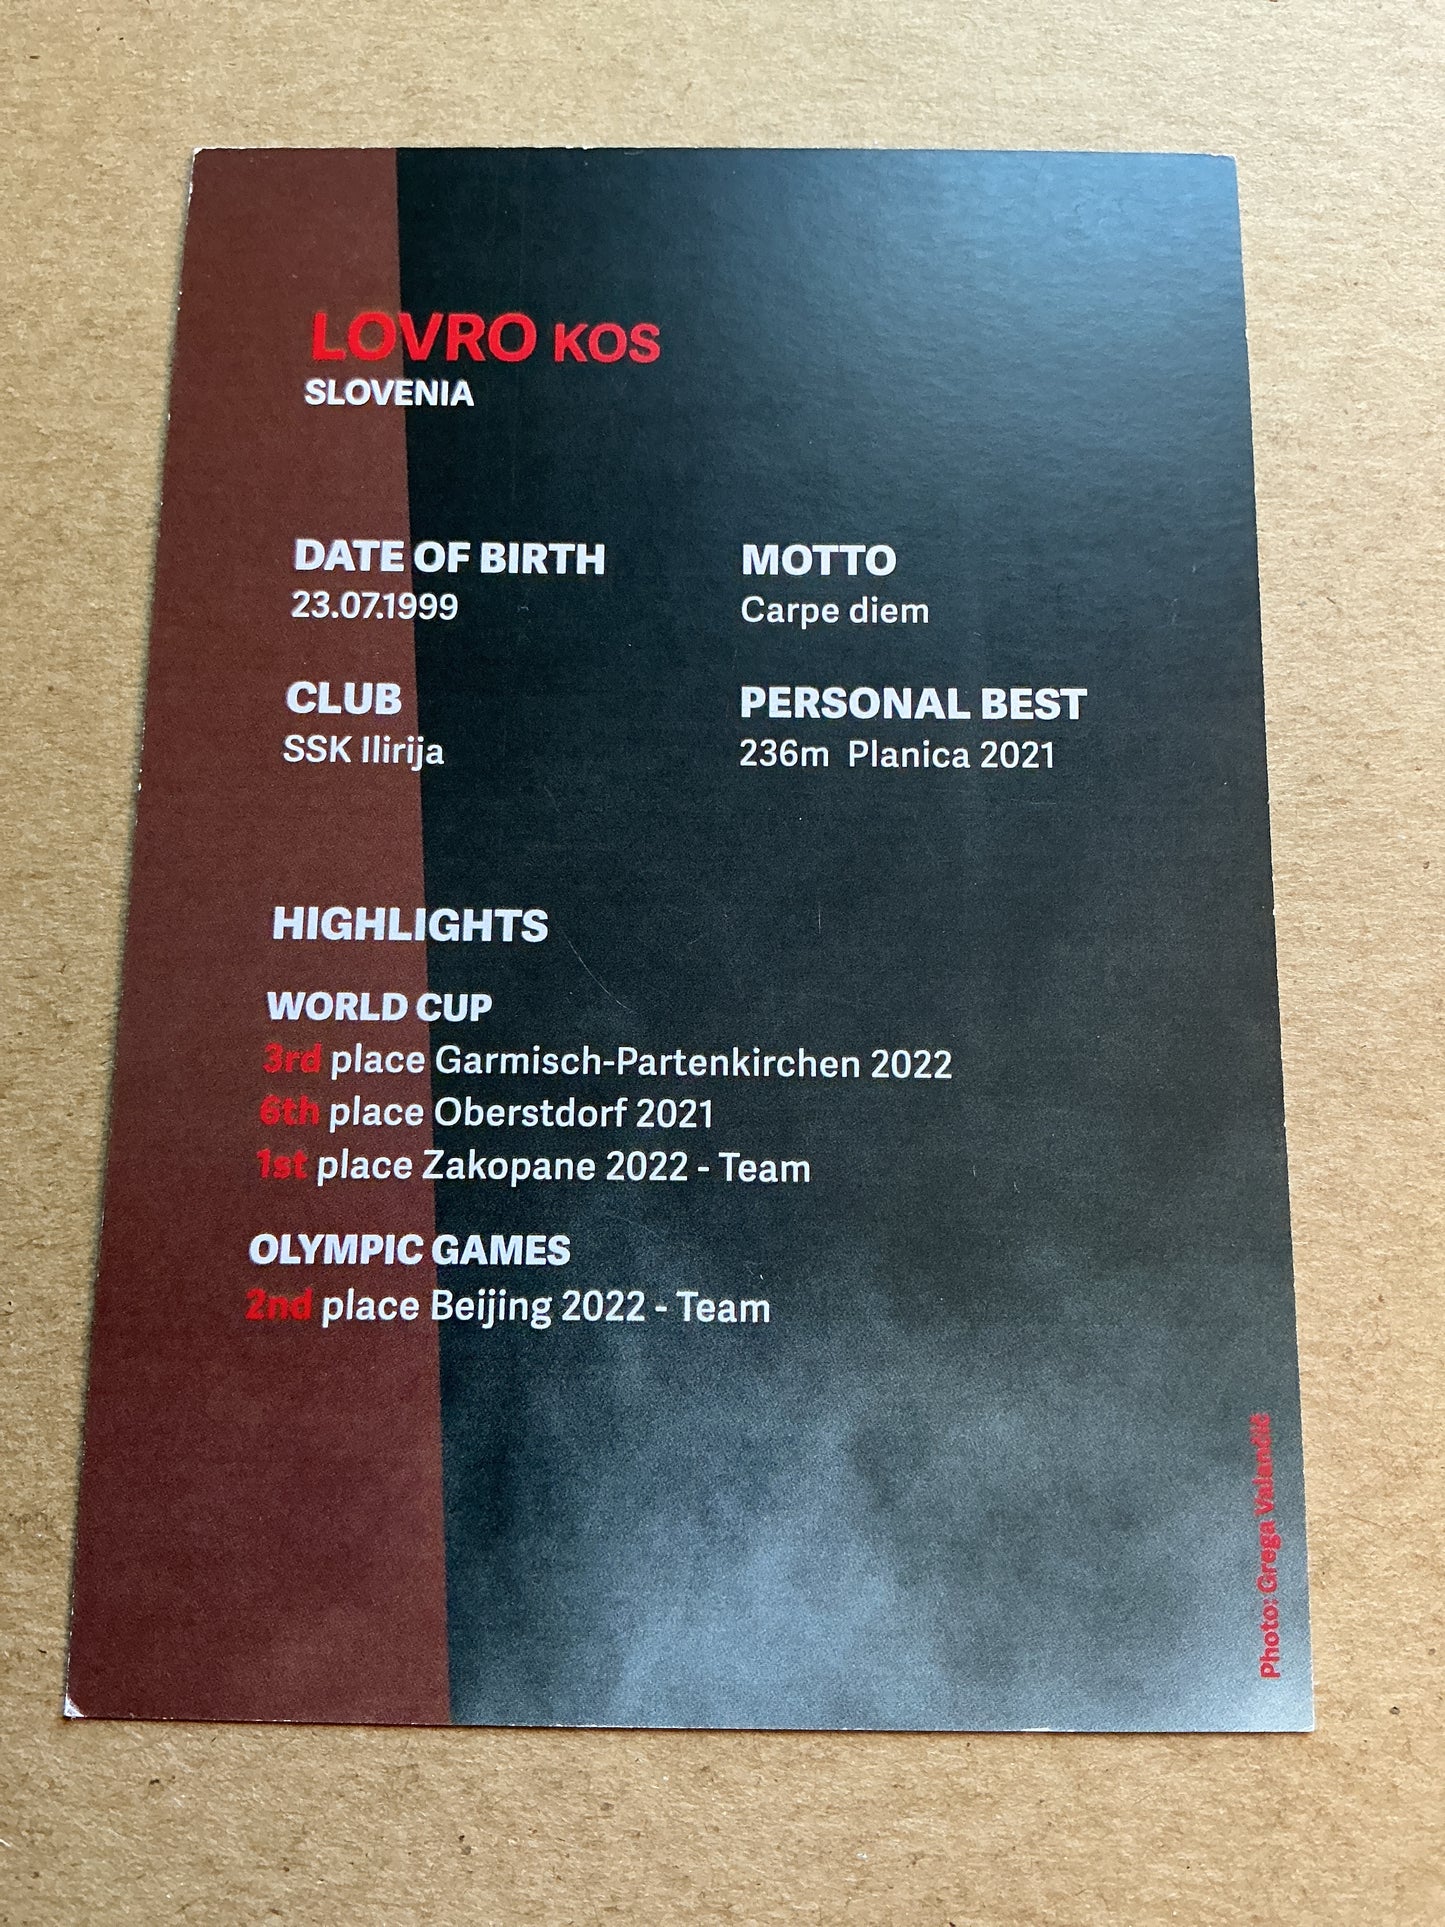 LOVRO KOS
SLOVENIA
DATE OF BIRTH
23.07.1999
MOTTO
Carpe diem
CLUB
SSK Ilirija
PERSONAL BEST
236m Planica 2021
HIGHLIGHTS
WORLD CUP
3rd place Garmisch-Partenkirchen 2022
6th place Oberstdorf 2021
1st place Zakopane 2022 - Team
OLYMPIC GAMES
2nd place Beijing 2022 - Team
Photo: Grega Valančič